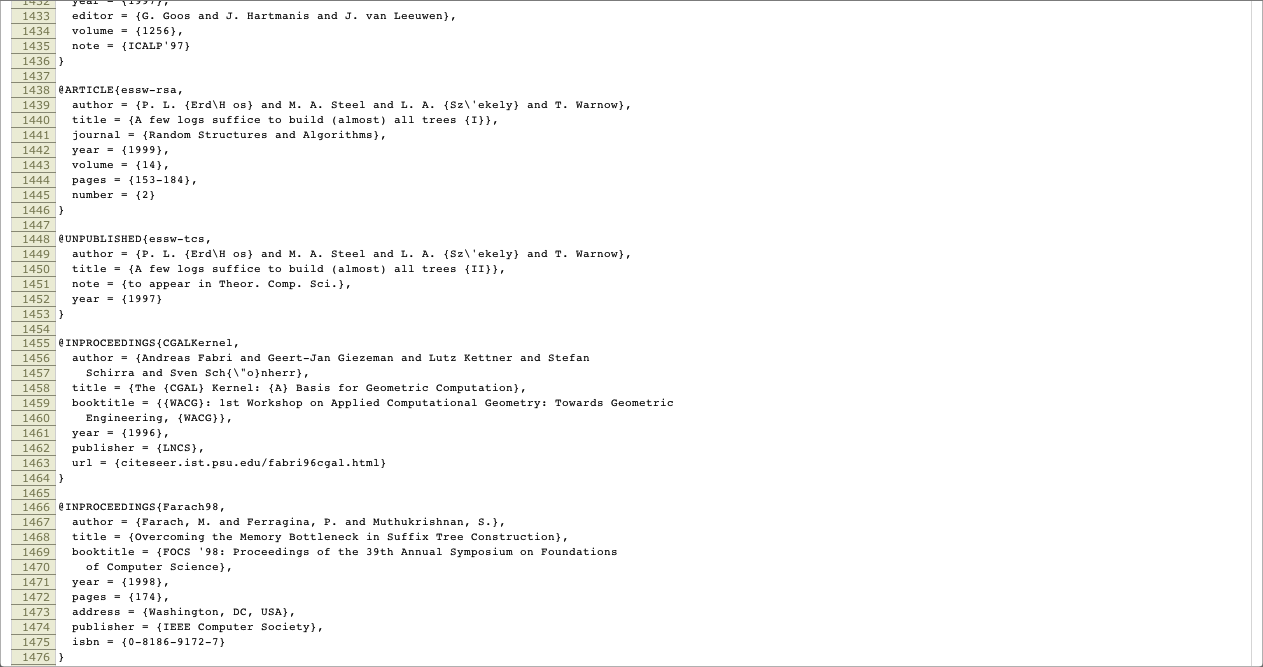 1432 year = {1997},
1433 editor = {G. Goos and J. Hartmanis and J. van Leeuwen},
1434 volume = {1256},
1435 note = {ICALP'97}
1436 }
1437
1438 @ARTICLE{essw-rsa,
1439 author = {P. L. {Erd\H os} and M. A. Steel and L. A. {Sz\'ekely} and T. Warnow},
1440 title = {A few logs suffice to build (almost) all trees {I}},
1441 journal = {Random Structures and Algorithms},
1442 year = {1999},
1443 volume = {14},
1444 pages = {153-184},
1445 number = {2}
1446 }
1447
1448 @UNPUBLISHED{essw-tcs,
1449 author = {P. L. {Erd\H os} and M. A. Steel and L. A. {Sz\'ekely} and T. Warnow},
1450 title = {A few logs suffice to build (almost) all trees {II}},
1451 note = {to appear in Theor. Comp. Sci.},
1452 year = {1997}
1453 }
1454
1455 @INPROCEEDINGS{CGALKernel,
1456 author = {Andreas Fabri and Geert-Jan Giezeman and Lutz Kettner and Stefan
1457 Schirra and Sven Sch{\"o}nherr},
1458 title = {The {CGAL} Kernel: {A} Basis for Geometric Computation},
1459 booktitle = {{WACG}: 1st Workshop on Applied Computational Geometry: Towards Geometric
1460 Engineering, {WACG}},
1461 year = {1996},
1462 publisher = {LNCS},
1463 url = {citeseer.ist.psu.edu/fabri96cgal.html}
1464 }
1465
1466 @INPROCEEDINGS{Farach98,
1467 author = {Farach, M. and Ferragina, P. and Muthukrishnan, S.},
1468 title = {Overcoming the Memory Bottleneck in Suffix Tree Construction},
1469 booktitle = {FOCS '98: Proceedings of the 39th Annual Symposium on Foundations
1470 of Computer Science},
1471 year = {1998},
1472 pages = {174},
1473 address = {Washington, DC, USA},
1474 publisher = {IEEE Computer Society},
1475 isbn = {0-8186-9172-7}
1476 }